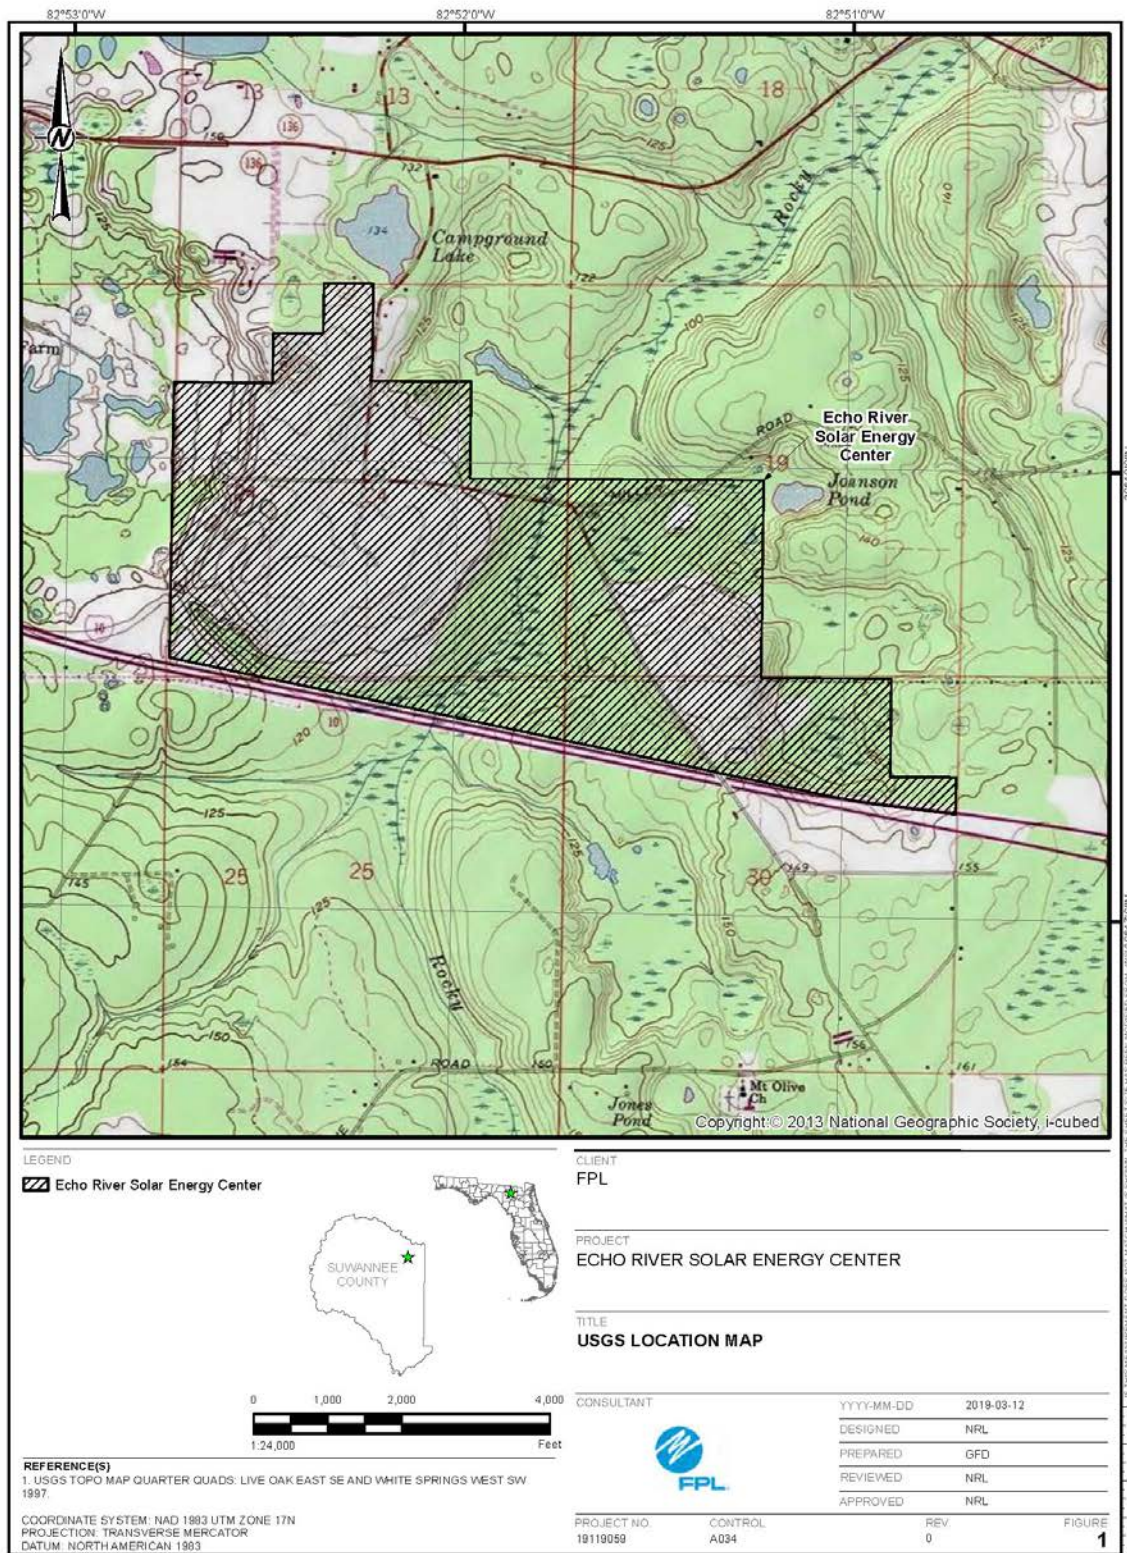 82°53'0"W 82°52'0"W 82°51'0"W
N
13
13
18
125
136
150
136
132
125
Rocky
140
134
Campground
Lake
122
125
100
125
Farm
125
ROAD
Echo River
Solar Energy
Center
19
Johnson
Pond
140
125
10
10
120
125
125
149
155
30
145
25
25
125
150
Rocky
150
154
ROAD
150
156
161
Mt Olive
Ch
Jones
Pond
Copyright:© 2013 National Geographic Society, i-cubed
LEGEND
Echo River Solar Energy Center
SUWANNEE
COUNTY
0 1,000 2,000 4,000
1:24,000 Feet
REFERENCE(S)
1. USGS TOPO MAP QUARTER QUADS: LIVE OAK EAST SE AND WHITE SPRINGS WEST SW
1997.
COORDINATE SYSTEM: NAD 1983 UTM ZONE 17N
PROJECTION: TRANSVERSE MERCATOR
DATUM: NORTH AMERICAN 1983
CLIENT
FPL
PROJECT
ECHO RIVER SOLAR ENERGY CENTER
TITLE
USGS LOCATION MAP
CONSULTANT
FPL.
YYYY-MM-DD 2019-03-12
DESIGNED NRL
PREPARED GFD
REVIEWED NRL
APPROVED NRL
PROJECT NO. CONTROL REV. FIGURE
19119059 A034 0 1